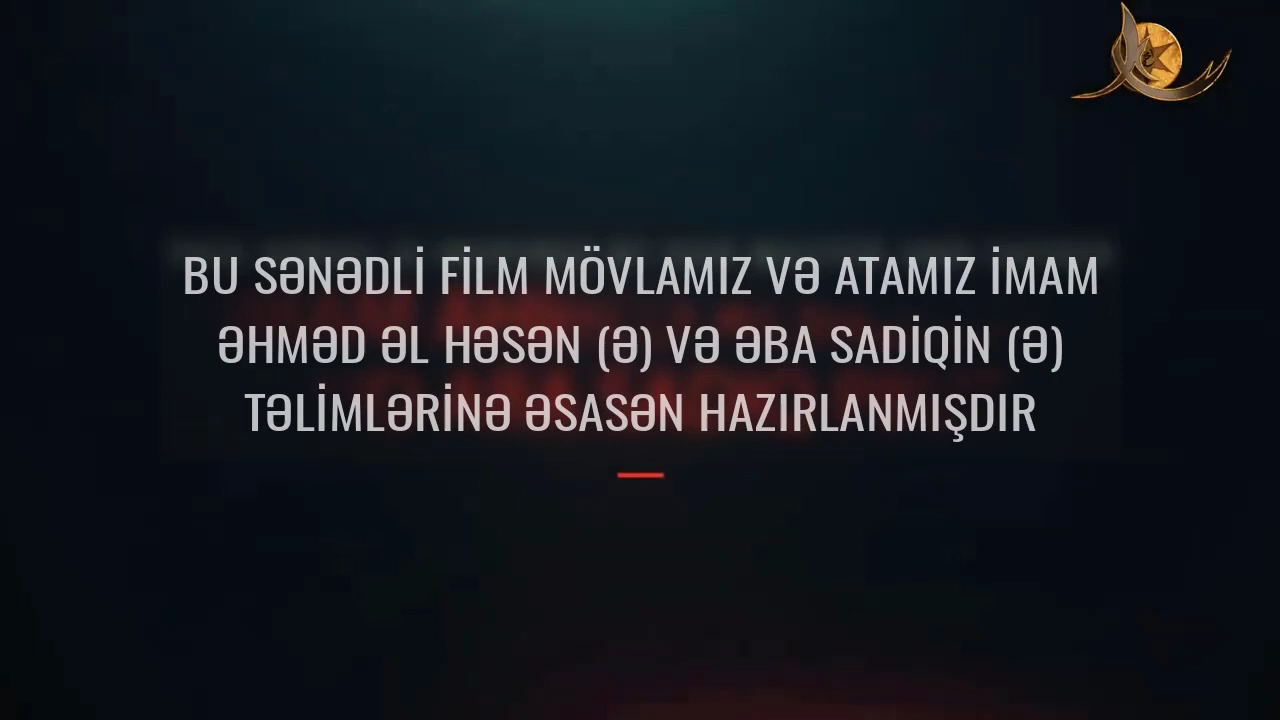 BU SƏNƏDLİ FİLM MÖVLAMIZ VƏ ATAMIZ İMAM
ƏHMƏD ƏL HƏSƏN (Ə) VƏ ƏBA SADİQİN (Ə)
TƏLİMLƏRİNƏ ƏSASƏN HAZIRLANMIŞDIR